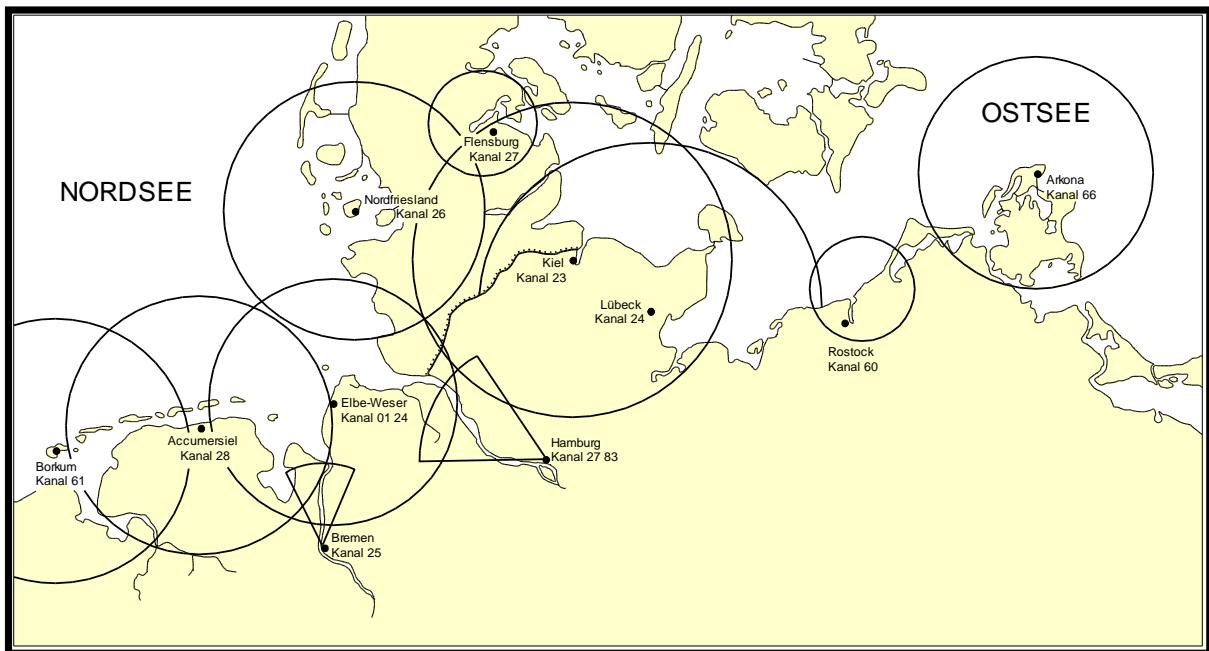 OSTSEE
Flensburg
Kanal 27
NORDSEE
Arkona
Kanal 66
Nordfriesland
Kanal 26
Kiel
Kanal 23
Lübeck
Kanal 24
Rostock
Kanal 60
Elbe-Weser
Kanal 01 24
Accumersiel
Kanal 28
Hamburg
Kanal 27 83
Borkum
Kanal 61
Bremen
Kanal 25